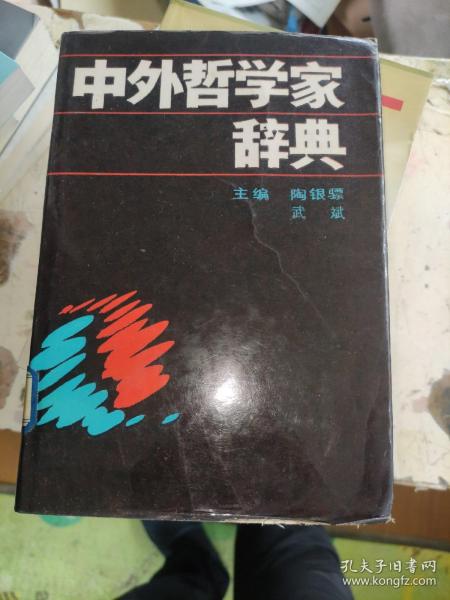 中外哲学家
辞典
主编 陶银骠
武 斌
孔夫子旧书网
www.kongfz.com